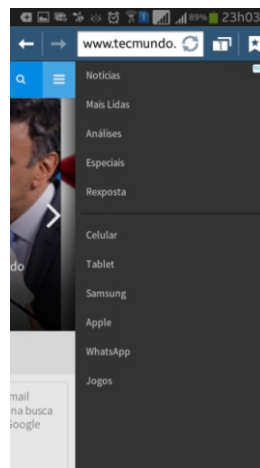 89% 23h03
www.tecmundo.
Notícias
Mais Lidas
Análises
Especiais
Rexposta
do
Celular
Tablet
Samsung
Apple
WhatsApp
Jogos
mail
na busca
Google